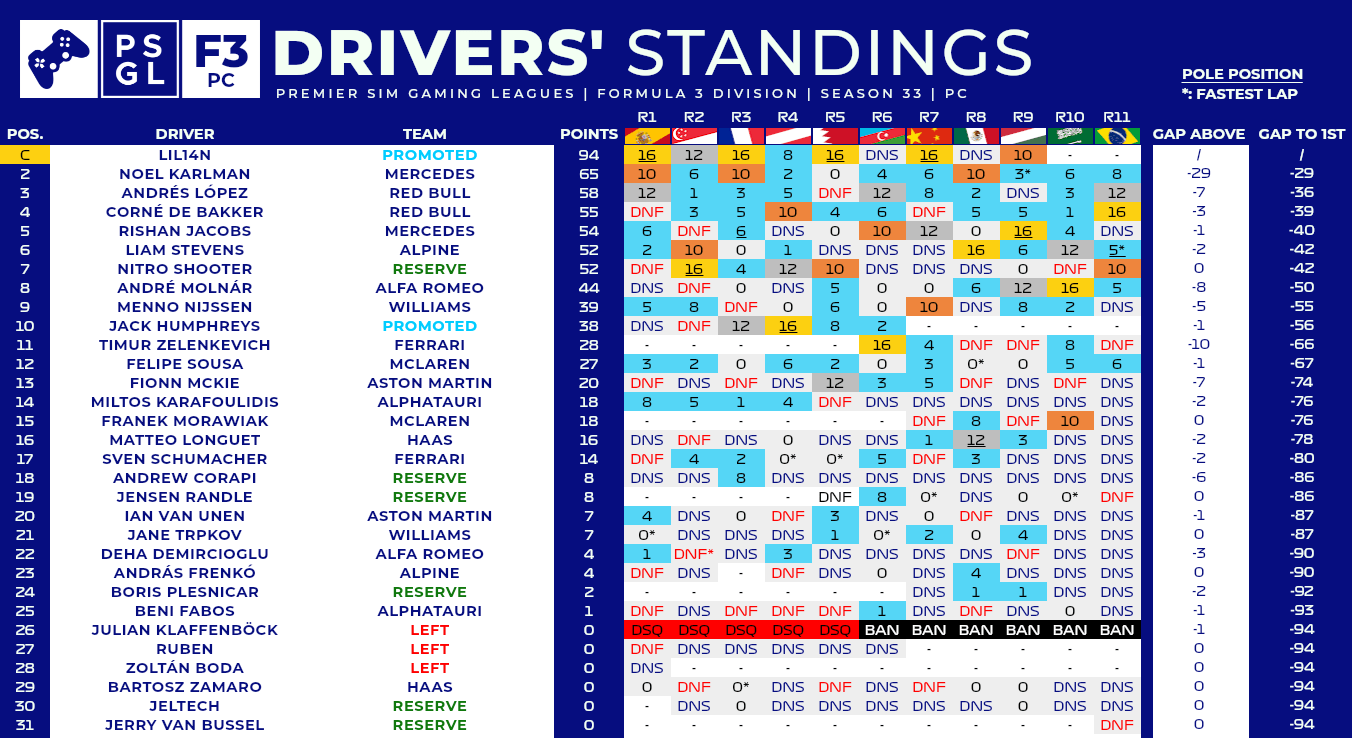 PS
GL
F3
PC
DRIVERS' STANDINGS
PREMIER SIM GAMING LEAGUES | FORMULA 3 DIVISION | SEASON 33 | PC
POLE POSITION
*: FASTEST LAP
R1 R2 R3 R4 R5 R6 R7 R8 R9 R10 R11
POS. DRIVER TEAM POINTS GAP ABOVE GAP TO 1ST
C LIL14N PROMOTED 94 16 12 16 8 16 DNS 16 DNS 10 - - / /
2 NOEL KARLMAN MERCEDES 65 10 6 10 2 0 4 6 10 3* 6 8 -29 -29
3 ANDRÉS LÓPEZ RED BULL 58 12 1 3 5 DNF 12 8 2 DNS 3 12 -7 -36
4 CORNÉ DE BAKKER RED BULL 55 DNF 3 5 10 4 6 DNF 5 5 1 16 -3 -39
5 RISHAN JACOBS MERCEDES 54 6 DNF 6 DNS 0 10 12 0 16 4 DNS -1 -40
6 LIAM STEVENS ALPINE 52 2 10 0 1 DNS DNS DNS 16 6 12 5* -2 -42
7 NITRO SHOOTER RESERVE 52 DNF 16 4 12 10 DNS DNS DNS 0 DNF 10 0 -42
8 ANDRÉ MOLNÁR ALFA ROMEO 44 DNS DNF 0 DNS 5 0 0 6 12 16 5 -8 -50
9 MENNO NIJSSEN WILLIAMS 39 5 8 DNF 0 6 0 10 DNS 8 2 DNS -5 -55
10 JACK HUMPHREYS PROMOTED 38 DNS DNF 12 16 8 2 - - - - - -1 -56
11 TIMUR ZELENKEVICH FERRARI 28 - - - - - 16 4 DNF DNF 8 DNF -10 -66
12 FELIPE SOUSA MCLAREN 27 3 2 0 6 2 0 3 0* 0 5 6 -1 -67
13 FIONN MCKIE ASTON MARTIN 20 DNF DNS DNF DNS 12 3 5 DNF DNS DNF DNS -7 -74
14 MILTOS KARAFOULIDIS ALPHATAURI 18 8 5 1 4 DNF DNS DNS DNS DNS DNS DNS -2 -76
15 FRANEK MORAWIAK MCLAREN 18 - - - - - - DNF 8 DNF 10 DNS 0 -76
16 MATTEO LONGUET HAAS 16 DNS DNF DNS 0 DNS DNS 1 12 3 DNS DNS -2 -78
17 SVEN SCHUMACHER FERRARI 14 DNF 4 2 0* 0* 5 DNF 3 DNS DNS DNS -2 -80
18 ANDREW CORAPI RESERVE 8 DNS DNS 8 DNS DNS DNS DNS DNS DNS DNS DNS -6 -86
19 JENSEN RANDLE RESERVE 8 - - - - DNF 8 0* DNS 0 0* DNF 0 -86
20 IAN VAN UNEN ASTON MARTIN 7 4 DNS 0 DNF 3 DNS 0 DNF DNS DNS DNS -1 -87
21 JANE TRPKOV WILLIAMS 7 0* DNS DNS DNS 1 0* 2 0 4 DNS DNS 0 -87
22 DEHA DEMIRCIOGLU ALFA ROMEO 4 1 DNF* DNS 3 DNS DNS DNS DNS DNF DNS DNS -3 -90
23 ANDRÁS FRENKÓ ALPINE 4 DNF DNS - DNF DNS 0 DNS 4 DNS DNS DNS 0 -90
24 BORIS PLESNICAR RESERVE 2 - - - - - - DNS 1 1 DNS DNS -2 -92
25 BENI FABOS ALPHATAURI 1 DNF DNS DNF DNF DNF 1 DNS DNF DNS 0 DNS -1 -93
26 JULIAN KLAFFENBÖCK LEFT 0 DSQ DSQ DSQ DSQ DSQ BAN BAN BAN BAN BAN BAN -1 -94
27 RUBEN LEFT 0 DNF DNS DNS DNS DNS DNS - - - - - 0 -94
28 ZOLTÁN BODA LEFT 0 DNS - - - - - - - - - - 0 -94
29 BARTOSZ ZAMARO HAAS 0 0 DNF 0* DNS DNF DNS DNF 0 0 DNS DNS 0 -94
30 JELTECH RESERVE 0 - DNS 0 DNS DNS DNS DNS DNS 0 DNS DNS 0 -94
31 JERRY VAN BUSSEL RESERVE 0 - - - - - - - - - - DNF 0 -94